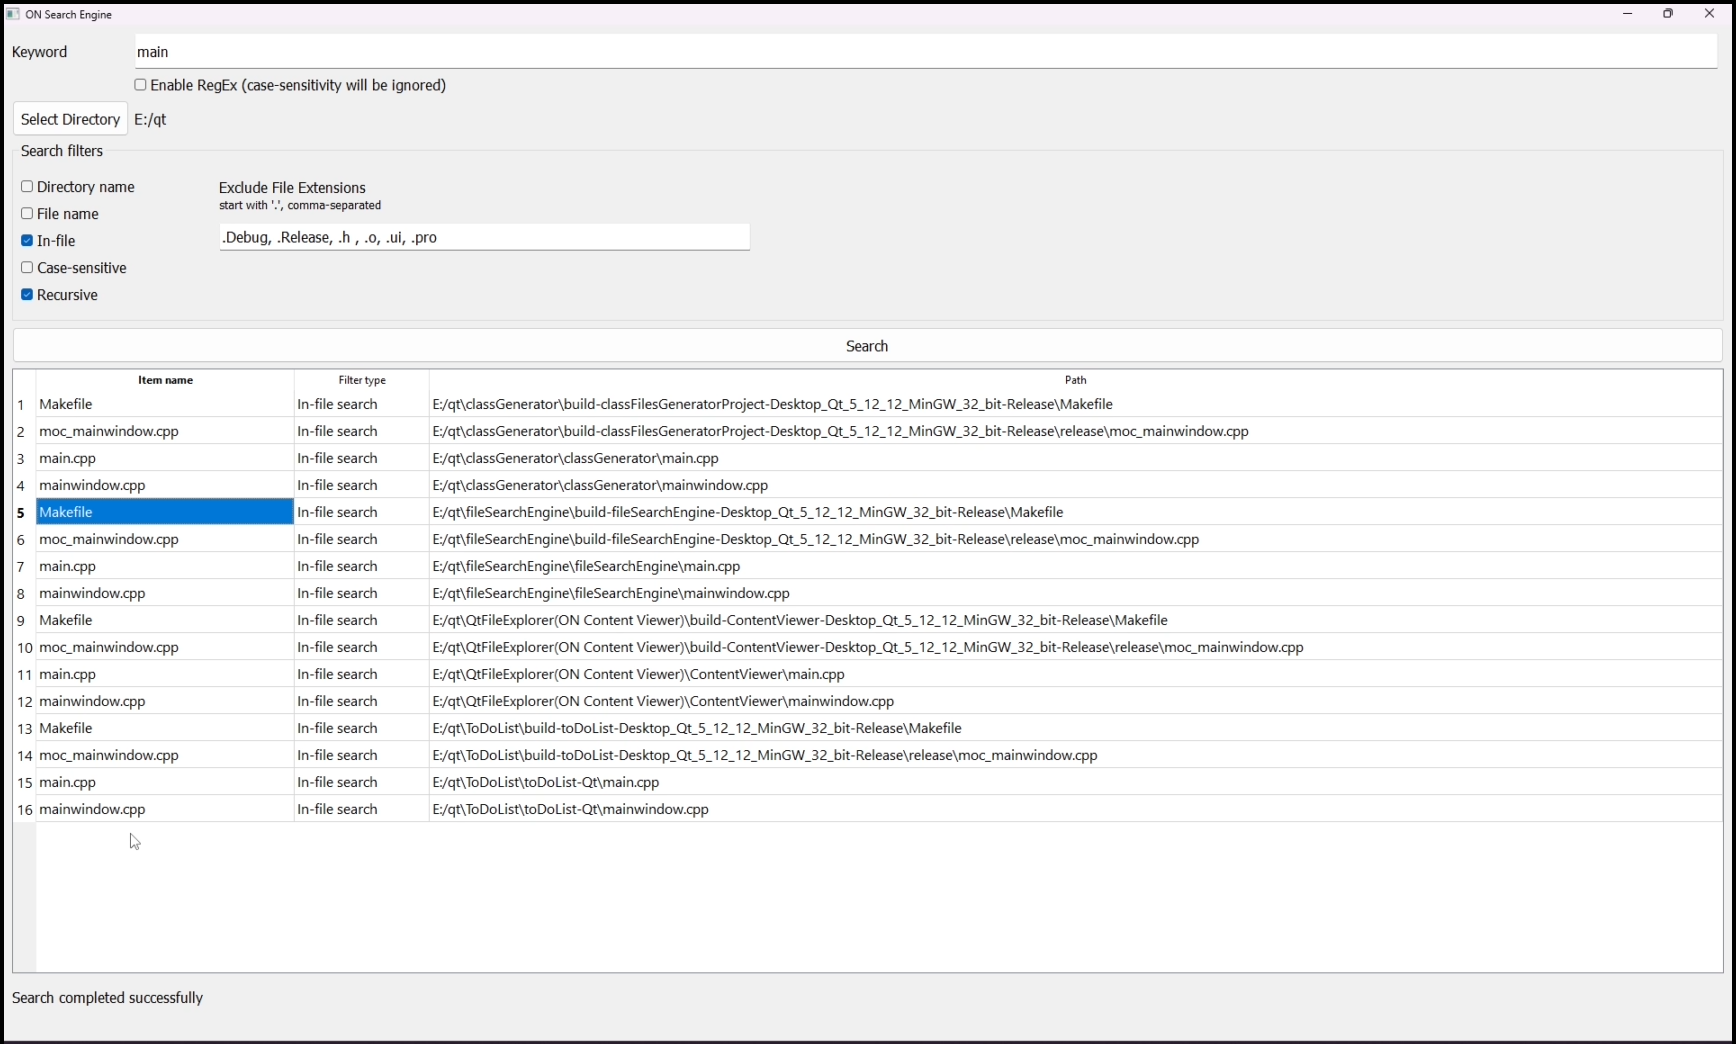 ON Search Engine
Keyword main
Enable RegEx (case-sensitivity will be ignored)
Select Directory E:/qt
Search filters
Directory name
File name
In-file
Case-sensitive
Recursive
Exclude File Extensions
start with '.', comma-separated
.Debug, .Release, .h , .o, .ui, .pro
Search
Item name Filter type Path
1 Makefile In-file search E:/qt\classGenerator\build-classFilesGeneratorProject-Desktop_Qt_5_12_12_MinGW_32_bit-Release\Makefile
2 moc_mainwindow.cpp In-file search E:/qt\classGenerator\build-classFilesGeneratorProject-Desktop_Qt_5_12_12_MinGW_32_bit-Release\release\moc_mainwindow.cpp
3 main.cpp In-file search E:/qt\classGenerator\classGenerator\main.cpp
4 mainwindow.cpp In-file search E:/qt\classGenerator\classGenerator\mainwindow.cpp
5 Makefile In-file search E:/qt\fileSearchEngine\build-fileSearchEngine-Desktop_Qt_5_12_12_MinGW_32_bit-Release\Makefile
6 moc_mainwindow.cpp In-file search E:/qt\fileSearchEngine\build-fileSearchEngine-Desktop_Qt_5_12_12_MinGW_32_bit-Release\release\moc_mainwindow.cpp
7 main.cpp In-file search E:/qt\fileSearchEngine\fileSearchEngine\main.cpp
8 mainwindow.cpp In-file search E:/qt\fileSearchEngine\fileSearchEngine\mainwindow.cpp
9 Makefile In-file search E:/qt\QtFileExplorer(ON Content Viewer)\build-ContentViewer-Desktop_Qt_5_12_12_MinGW_32_bit-Release\Makefile
10 moc_mainwindow.cpp In-file search E:/qt\QtFileExplorer(ON Content Viewer)\build-ContentViewer-Desktop_Qt_5_12_12_MinGW_32_bit-Release\release\moc_mainwindow.cpp
11 main.cpp In-file search E:/qt\QtFileExplorer(ON Content Viewer)\ContentViewer\main.cpp
12 mainwindow.cpp In-file search E:/qt\QtFileExplorer(ON Content Viewer)\ContentViewer\mainwindow.cpp
13 Makefile In-file search E:/qt\ToDoList\build-toDoList-Desktop_Qt_5_12_12_MinGW_32_bit-Release\Makefile
14 moc_mainwindow.cpp In-file search E:/qt\ToDoList\build-toDoList-Desktop_Qt_5_12_12_MinGW_32_bit-Release\release\moc_mainwindow.cpp
15 main.cpp In-file search E:/qt\ToDoList\toDoList-Qt\main.cpp
16 mainwindow.cpp In-file search E:/qt\ToDoList\toDoList-Qt\mainwindow.cpp
Search completed successfully